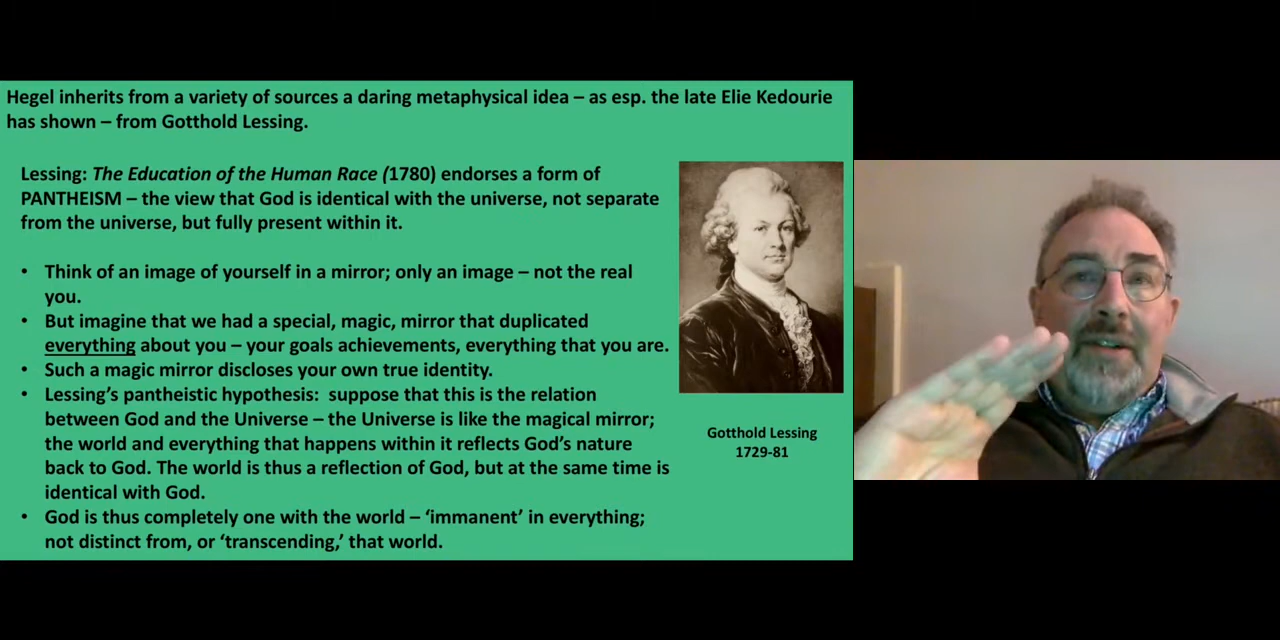 Hegel inherits from a variety of sources a daring metaphysical idea – as esp. the late Elie Kedourie
has shown – from Gotthold Lessing.
Lessing: The Education of the Human Race (1780) endorses a form of
PANTHEISM – the view that God is identical with the universe, not separate
from the universe, but fully present within it.
• Think of an image of yourself in a mirror; only an image – not the real
you.
• But imagine that we had a special, magic, mirror that duplicated
everything about you – your goals achievements, everything that you are.
• Such a magic mirror discloses your own true identity.
• Lessing's pantheistic hypothesis: suppose that this is the relation
between God and the Universe – the Universe is like the magical mirror;
the world and everything that happens within it reflects God's nature
back to God. The world is thus a reflection of God, but at the same time is
identical with God.
• God is thus completely one with the world – 'immanent' in everything;
not distinct from, or 'transcending,' that world.
Gotthold Lessing
1729-81